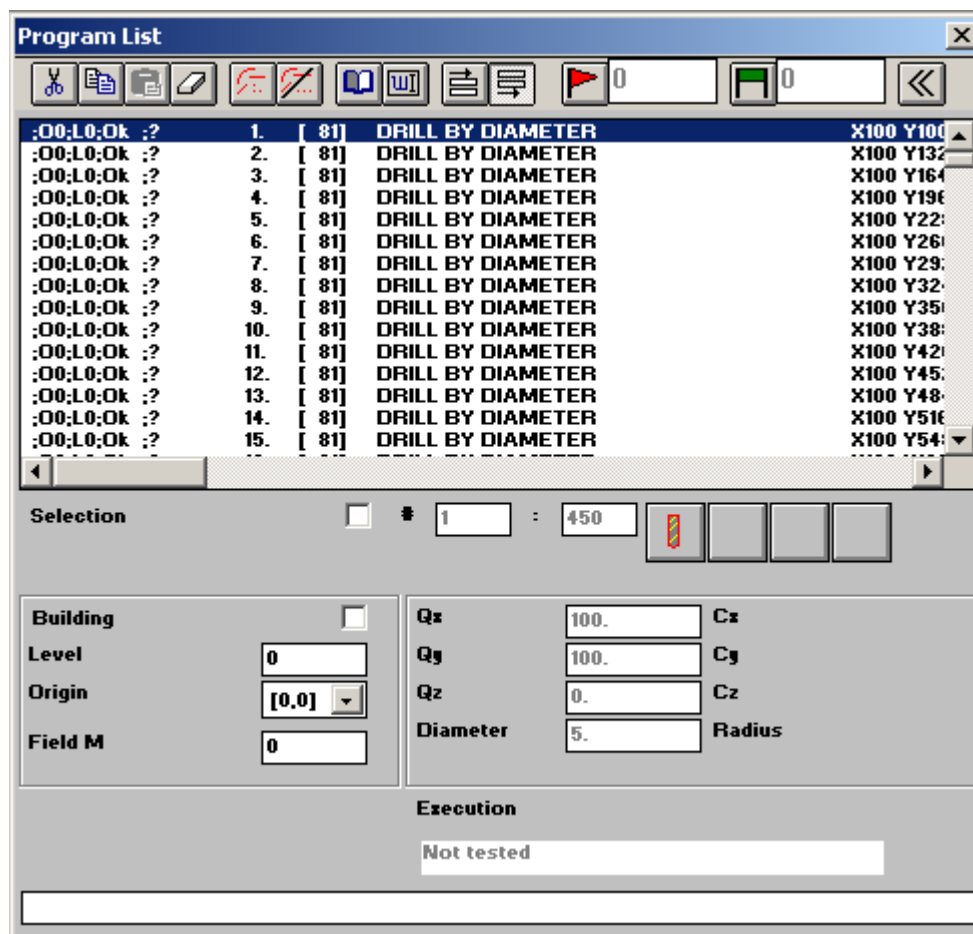 Program List
0 0
;O0;L0;Ok ;? 1. [ 81] DRILL BY DIAMETER X100 Y100
;O0;L0;Ok ;? 2. [ 81] DRILL BY DIAMETER X100 Y132
;O0;L0;Ok ;? 3. [ 81] DRILL BY DIAMETER X100 Y164
;O0;L0;Ok ;? 4. [ 81] DRILL BY DIAMETER X100 Y196
;O0;L0;Ok ;? 5. [ 81] DRILL BY DIAMETER X100
;O0;L0;Ok ;? 6. [ 81] DRILL BY DIAMETER X100
;O0;L0;Ok ;? 7. [ 81] DRILL BY DIAMETER X100
;O0;L0;Ok ;? 8. [ 81] DRILL BY DIAMETER X100
;O0;L0;Ok ;? 9. [ 81] DRILL BY DIAMETER X100
;O0;L0;Ok ;? 10. [ 81] DRILL BY DIAMETER X100
;O0;L0;Ok ;? 11. [ 81] DRILL BY DIAMETER X100
;O0;L0;Ok ;? 12. [ 81] DRILL BY DIAMETER X100
;O0;L0;Ok ;? 13. [ 81] DRILL BY DIAMETER X100
;O0;L0;Ok ;? 14. [ 81] DRILL BY DIAMETER X100 Y516
;O0;L0;Ok ;? 15. [ 81] DRILL BY DIAMETER X100
Selection # 1 : 450
Building
Level 0
Origin [0,0]
Field M 0
Qx 100. Cx
Qy 100. Cy
Qz 0. Cz
Diameter 5. Radius
Execution
Not tested